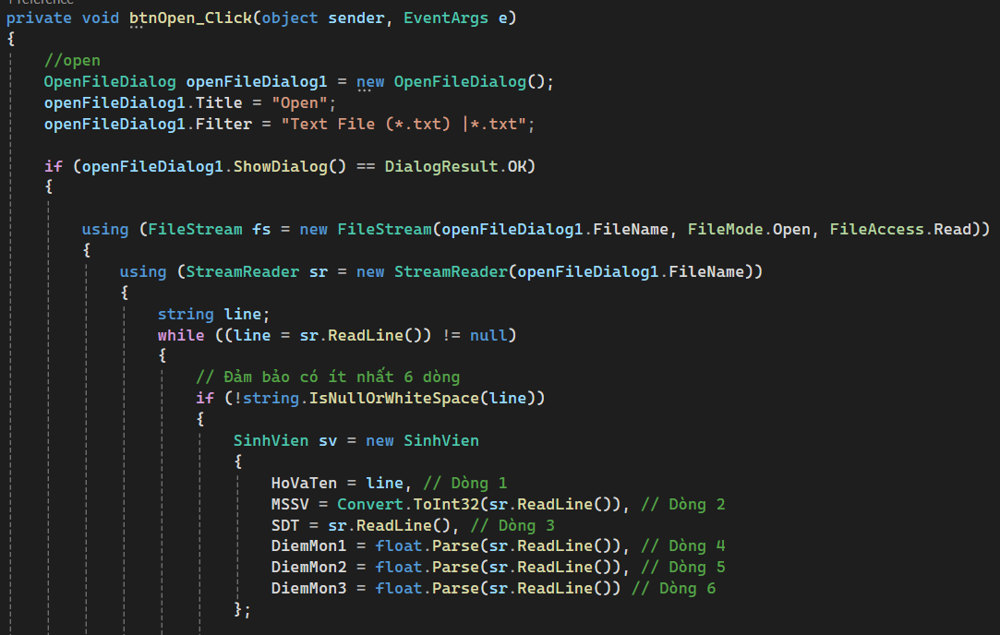 private void btnOpen_Click(object sender, EventArgs e)
{
//open
OpenFileDialog openFileDialog1 = new OpenFileDialog();
openFileDialog1.Title = "Open";
openFileDialog1.Filter = "Text File (*.txt) |*.txt";
if (openFileDialog1.ShowDialog() == DialogResult.OK)
{
using (FileStream fs = new FileStream(openFileDialog1.FileName, FileMode.Open, FileAccess.Read))
{
using (StreamReader sr = new StreamReader(openFileDialog1.FileName))
{
string line;
while ((line = sr.ReadLine()) != null)
{
// Đảm bảo có ít nhất 6 dòng
if (!string.IsNullOrWhiteSpace(line))
{
SinhVien sv = new SinhVien
{
HoVaTen = line, // Dòng 1
MSSV = Convert.ToInt32(sr.ReadLine()), // Dòng 2
SDT = sr.ReadLine(), // Dòng 3
DiemMon1 = float.Parse(sr.ReadLine()), // Dòng 4
DiemMon2 = float.Parse(sr.ReadLine()), // Dòng 5
DiemMon3 = float.Parse(sr.ReadLine()) // Dòng 6
};